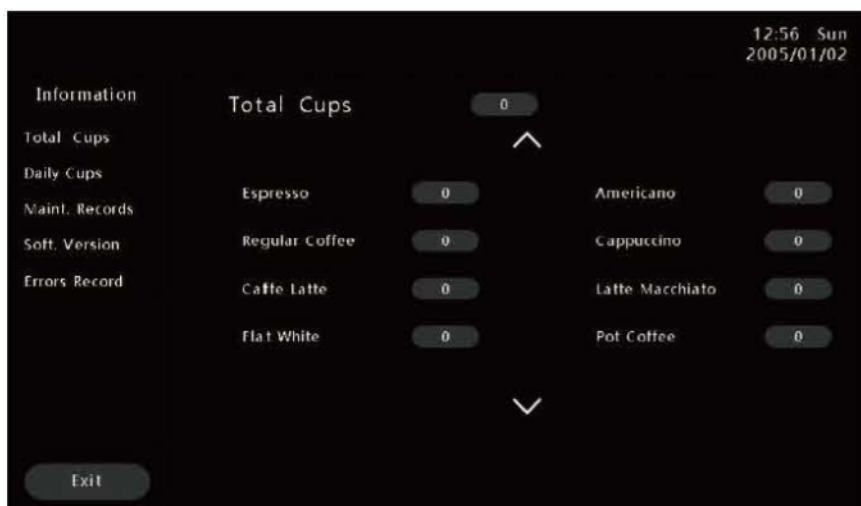 12:56 Sun
2005/01/02
Information
Total Cups
Daily Cups
Maint. Records
Soft. Version
Errors Record
Exit
Total Cups 0
Espresso 0 Americano 0
Regular Coffee 0 Cappuccino 0
Caffe Latte 0 Latte Macchiato 0
Flat White 0 Pot Coffee 0